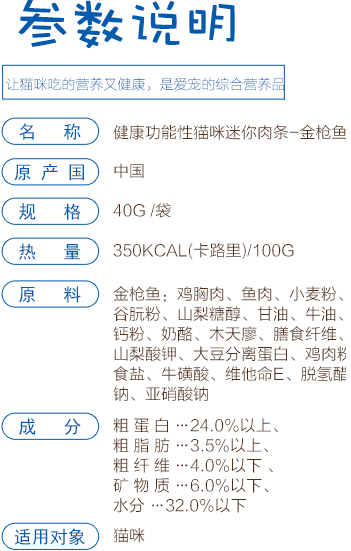 参数说明
让猫咪吃的营养又健康，是爱宠的综合营养品
名 称 健康功能性猫咪迷你肉条-金枪鱼
原 产 国 中国
规 格 40G /袋
热 量 350KCAL(卡路里)/100G
原 料 金枪鱼：鸡胸肉、鱼肉、小麦粉、
谷朊粉、山梨糖醇、甘油、牛油、
钙粉、奶酪、木天廖、膳食纤维、
山梨酸钾、大豆分离蛋白、鸡肉粉
食盐、牛磺酸、维他命E、脱氢醋
钠、亚硝酸钠
成 分 粗 蛋 白 …24.0%以上、
粗 脂 肪 …3.5%以上、
粗 纤 维 …4.0%以下 、
矿 物 质 …6.0%以下、
水分 …32.0%以下
适用对象 猫咪